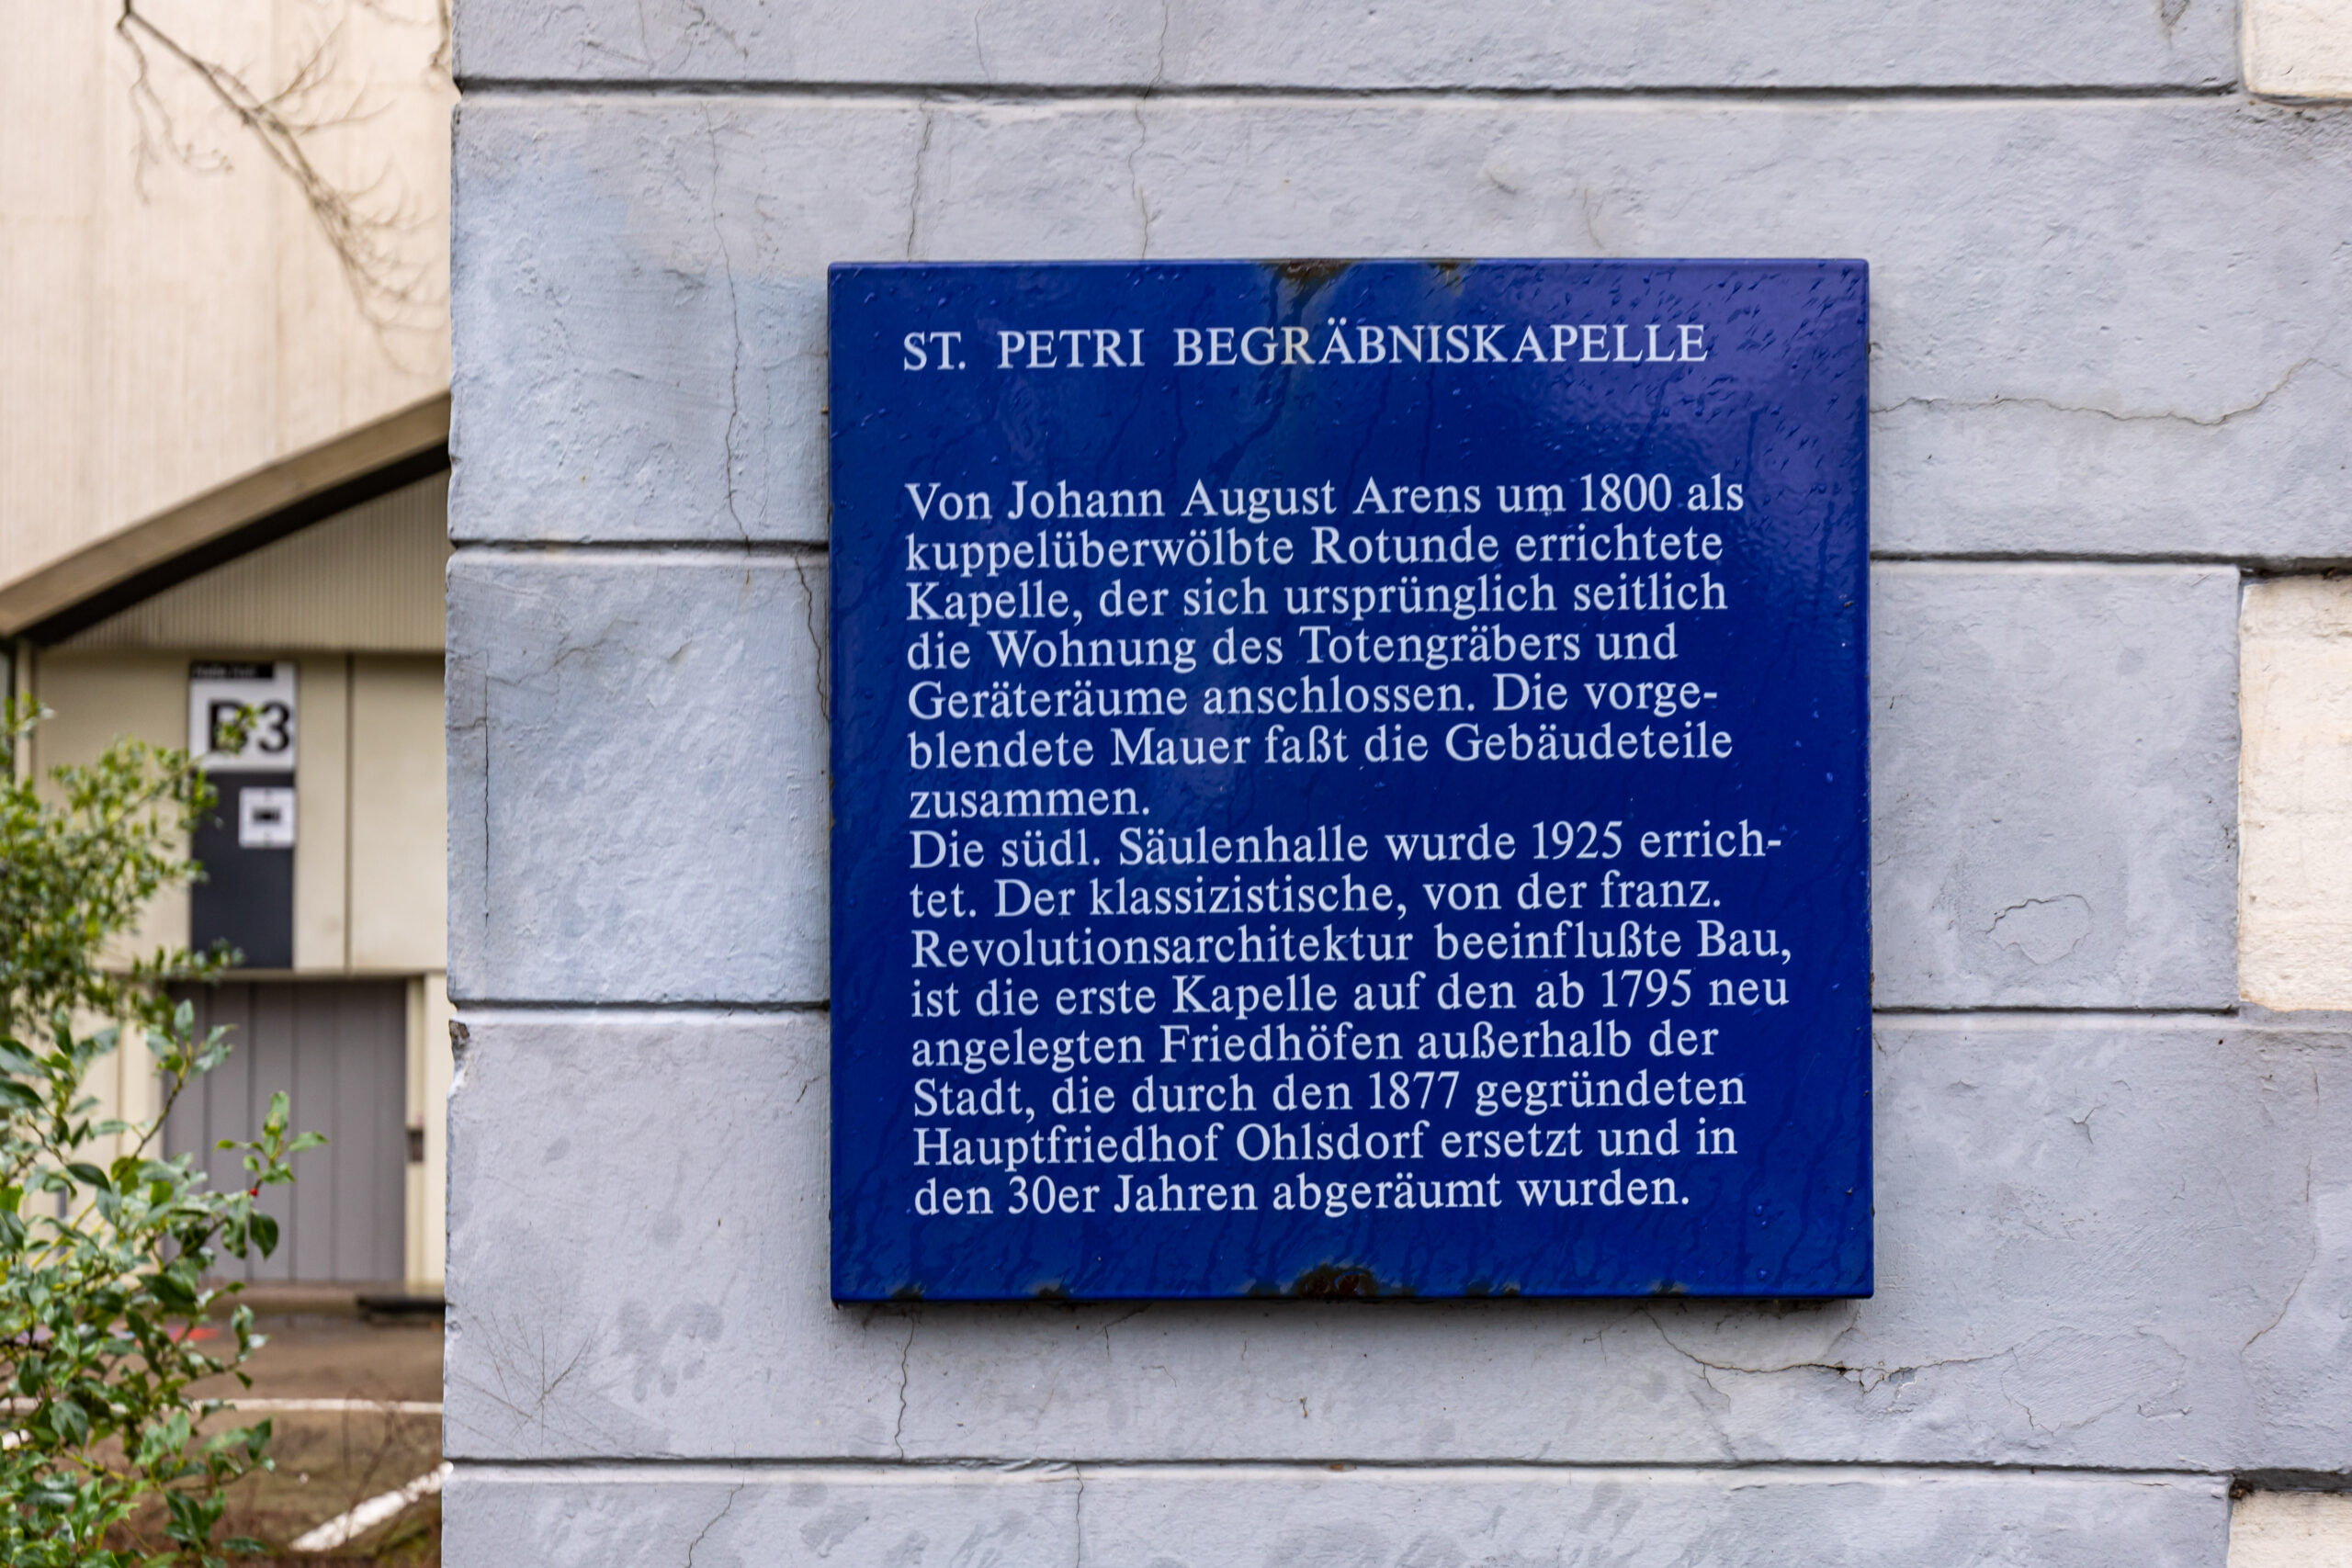 ST. PETRI BEGRÄBNISKAPELLE
Von Johann August Arens um 1800 als
kuppelüberwölbte Rotunde errichtete
Kapelle, der sich ursprünglich seitlich
die Wohnung des Totengräbers und
Geräteräume anschlossen. Die vorge-
blendete Mauer faßt die Gebäudeteile
zusammen.
Die südl. Säulenhalle wurde 1925 errich-
tet. Der klassizistische, von der franz.
Revolutionsarchitektur beeinflußte Bau,
ist die erste Kapelle auf den ab 1795 neu
angelegten Friedhöfen außerhalb der
Stadt, die durch den 1877 gegründeten
Hauptfriedhof Ohlsdorf ersetzt und in
den 30er Jahren abgeräumt wurden.
B3